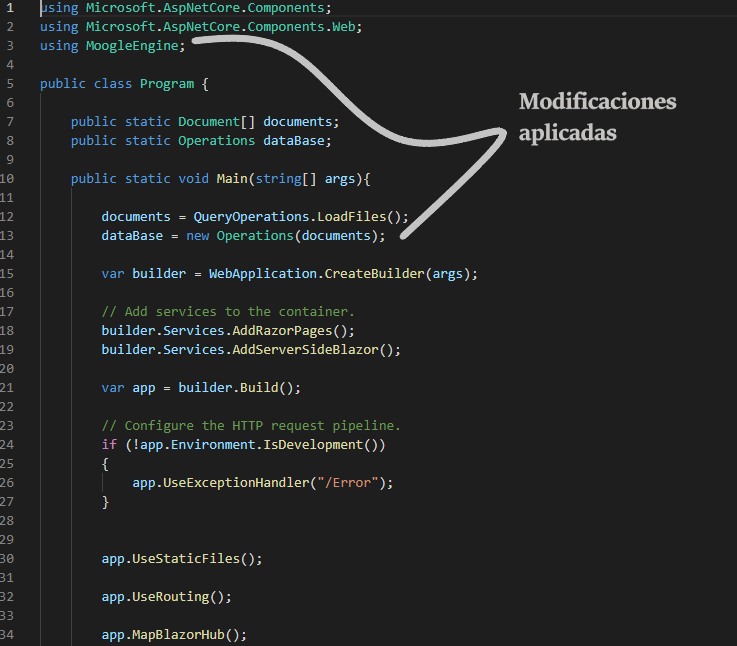 1 using Microsoft.AspNetCore.Components;
2 using Microsoft.AspNetCore.Components.Web;
3 using MoogleEngine;
4
5 public class Program {
6
7 public static Document[] documents;
8 public static Operations dataBase;
9
10 public static void Main(string[] args){
11
12 documents = QueryOperations.LoadFiles();
13 dataBase = new Operations(documents);
14
15 var builder = WebApplication.CreateBuilder(args);
16
17 // Add services to the container.
18 builder.Services.AddRazorPages();
19 builder.Services.AddServerSideBlazor();
20
21 var app = builder.Build();
22
23 // Configure the HTTP request pipeline.
24 if (!app.Environment.IsDevelopment())
25 {
26 app.UseExceptionHandler("/Error");
27 }
28
29
30 app.UseStaticFiles();
31
32 app.UseRouting();
33
34 app.MapBlazorHub();
Modificaciones
aplicadas